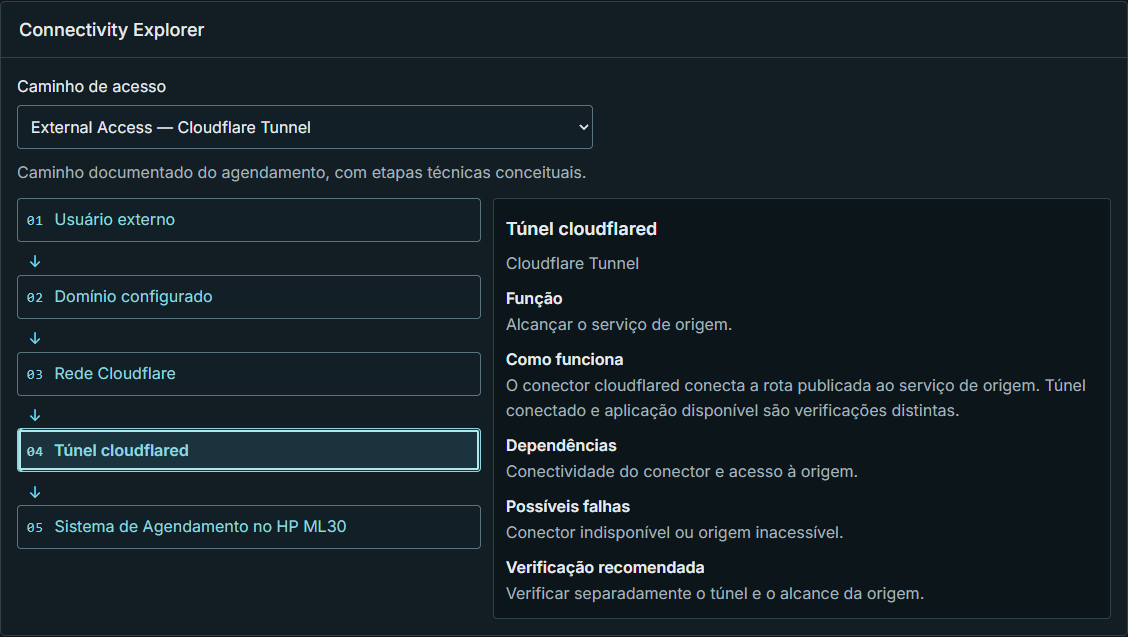 Connectivity Explorer
Caminho de acesso
External Access — Cloudflare Tunnel
Caminho documentado do agendamento, com etapas técnicas conceituais.
01 Usuário externo
↓
02 Domínio configurado
↓
03 Rede Cloudflare
↓
04 Túnel cloudflared
↓
05 Sistema de Agendamento no HP ML30
Túnel cloudflared
Cloudflare Tunnel
Função
Alcançar o serviço de origem.
Como funciona
O conector cloudflared conecta a rota publicada ao serviço de origem. Túnel
conectado e aplicação disponível são verificações distintas.
Dependências
Conectividade do conector e acesso à origem.
Possíveis falhas
Conector indisponível ou origem inacessível.
Verificação recomendada
Verificar separadamente o túnel e o alcance da origem.